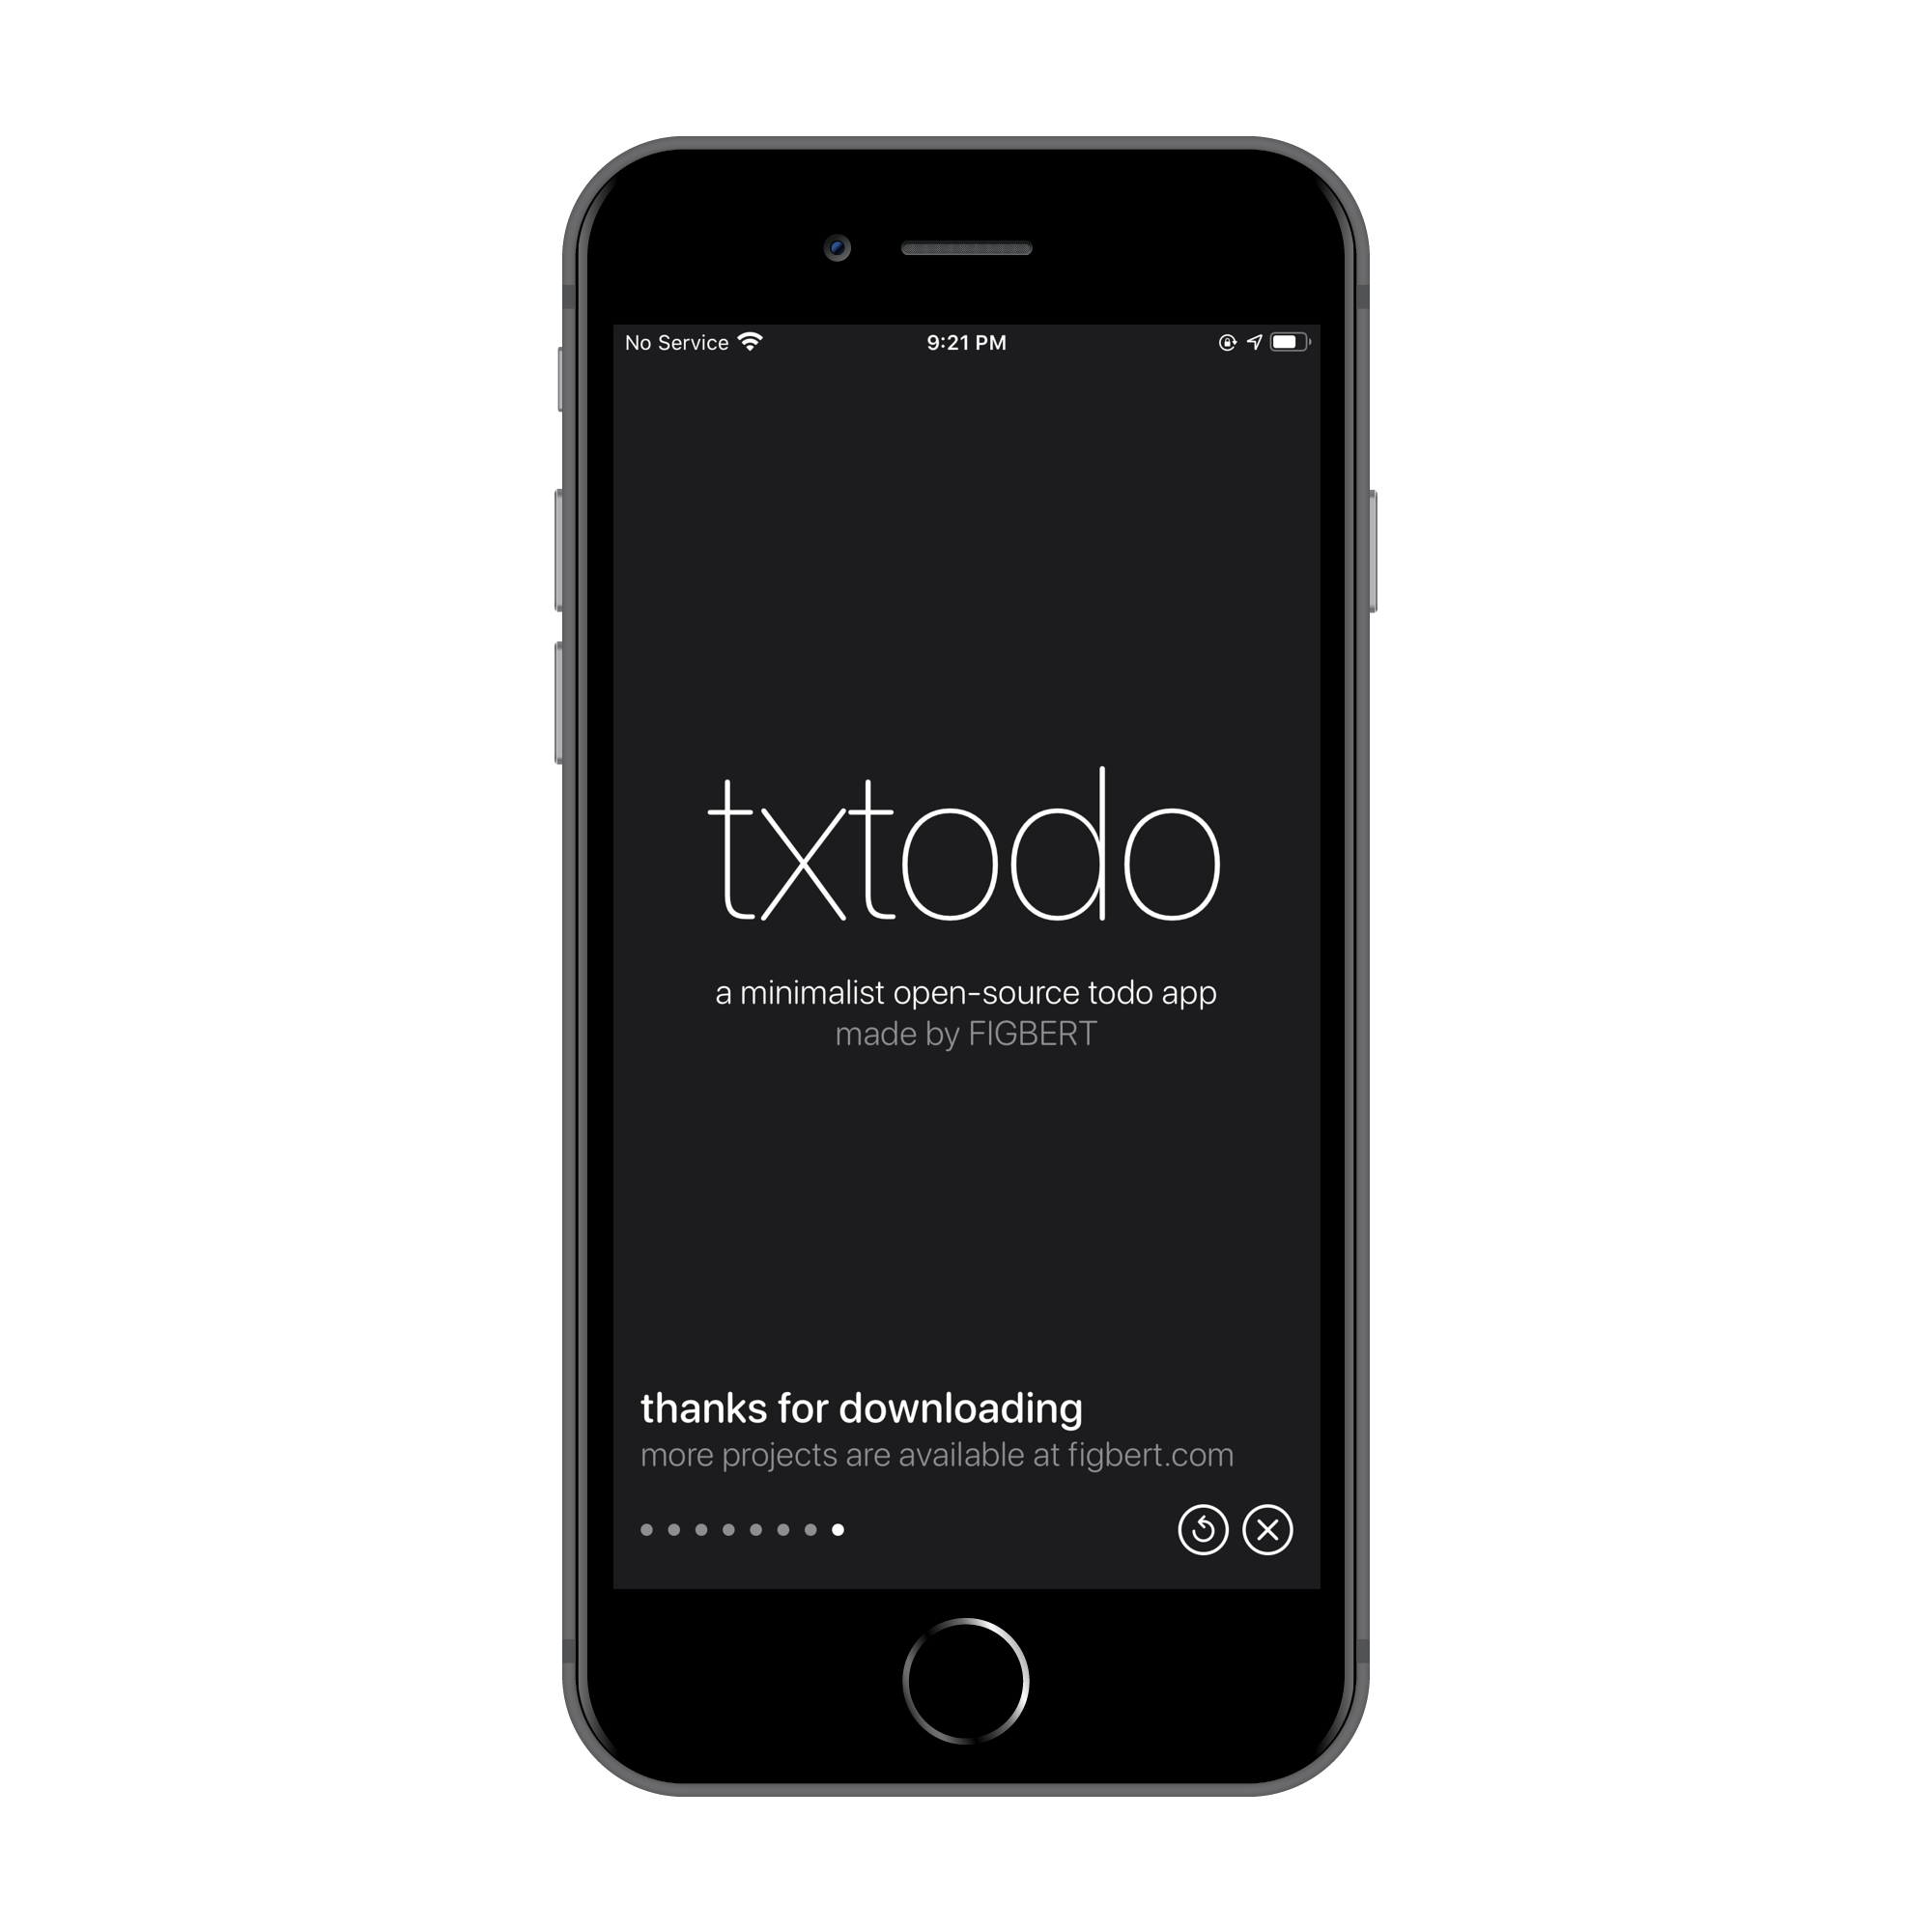 No Service 9:21 PM
txtodo
a minimalist open-source todo app
made by FIGBERT
thanks for downloading
more projects are available at figbert.com